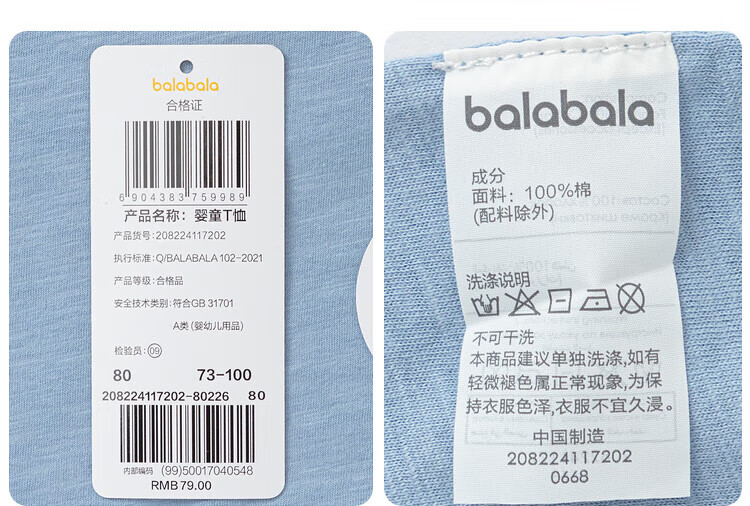 balabala
合格证
6904383759989
产品名称：婴童T恤
产品货号：208224117202
执行标准：Q/BALABALA 102-2021
产品等级：合格品
安全技术类别：符合GB 31701
A类 (婴幼儿用品)
检验员：09
80 73-100
208224117202-80226 80
内部编码 (99)50017040548
RMB 79.00
balabala
成分
面料：100%棉
(配料除外)
洗涤说明
不可干洗
本商品建议单独洗涤,如有
轻微褪色属正常现象,为保
持衣服色泽,衣服不宜久浸。
中国制造
208224117202
0668